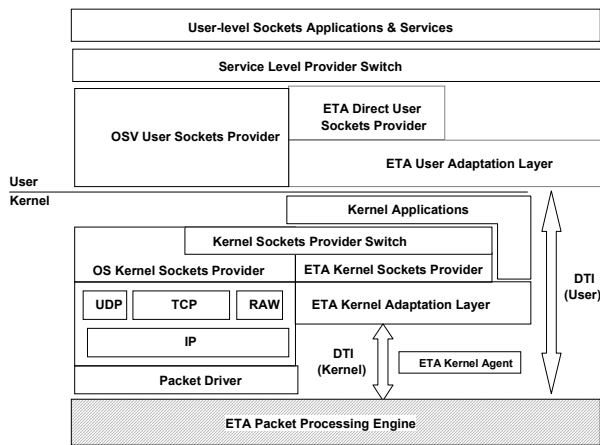 User-level Sockets Applications & Services
Service Level Provider Switch
ETA Direct User
Sockets Provider
OSV User Sockets Provider
ETA User Adaptation Layer
User
Kernel
Kernel Applications
Kernel Sockets Provider Switch
OS Kernel Sockets Provider
ETA Kernel Sockets Provider
DTI
(User)
UDP
TCP
RAW
ETA Kernel Adaptation Layer
IP
DTI
(Kernel)
ETA Kernel Agent
Packet Driver
ETA Packet Processing Engine